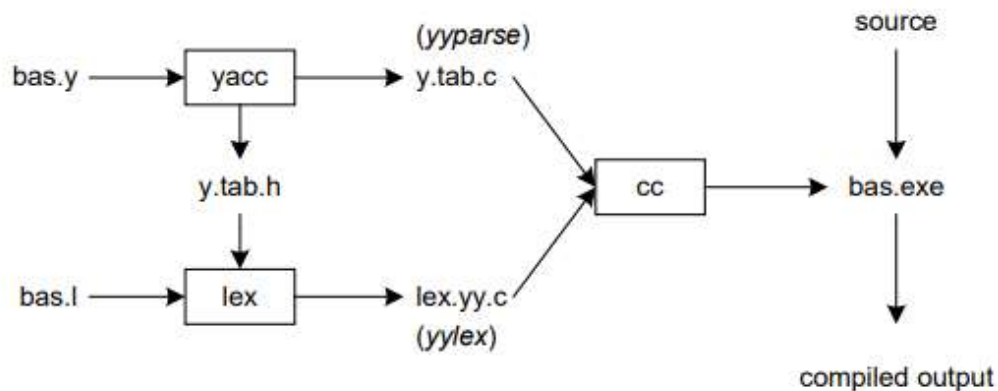 (yyparse)
source
bas.y
yacc
y.tab.c
y.tab.h
cc
bas.exe
bas.l
lex
lex.yy.c
(yylex)
compiled output